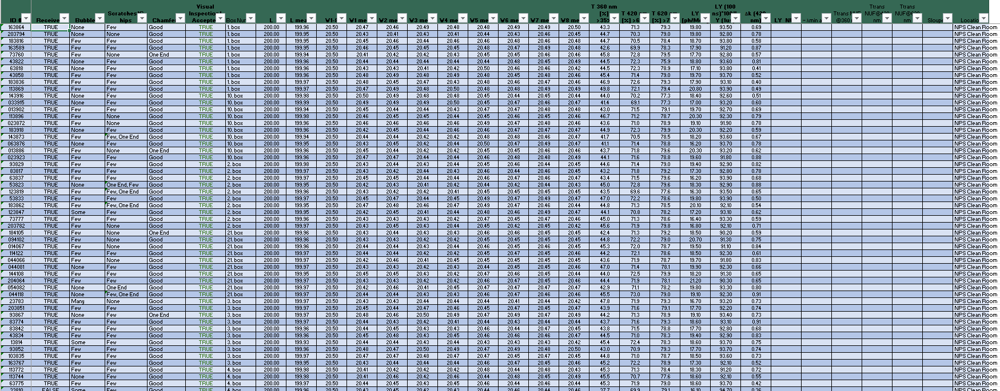 ID # Receive Bubble Scratches/C hips Chamfe Visual Inspection Accepte Box Nur L L mea W1-8 W1 me W2 me W3 me W4 me W5 me W6 me W7 me W8 me T 360 nm [%] >35 T 420 nm [%] >6 T 620 nm [%] >7 LY [ph/Me LY (100 ns)*100/L Y (1us Δk (420 nm) LY_N Ttrans NUF @360 Ttrans NUF@420 nm Ttrans NUF@620 nm Sloupe Locatio
163864 TRUE None Few Good TRUE 1. box 200.00 199.96 20.50 20.47 20.46 20.49 20.48 20.48 20.49 20.49 20.50 43.3 71.3 79.3 19.80 93.50 0.69 NPS Clean Room
203794 TRUE None None Good TRUE 1. box 200.00 199.95 20.50 20.43 20.41 20.43 20.41 20.44 20.43 20.46 20.45 44.7 70.3 79.0 19.80 92.80 0.78 NPS Clean Room
183816 TRUE Few Few Good TRUE 1. box 200.00 199.96 20.50 20.45 20.46 20.44 20.46 20.48 20.46 20.48 20.49 44.7 70.5 78.4 18.70 93.80 0.58 NPS Clean Room
163589 TRUE Few Few Good TRUE 1. box 200.00 199.95 20.50 20.46 20.45 20.45 20.45 20.48 20.47 20.49 20.48 42.6 69.9 78.3 17.90 91.20 0.87 NPS Clean Room
73760 TRUE Few None One End TRUE 1. box 200.00 199.94 20.50 20.41 20.42 20.42 20.43 20.45 20.43 20.45 20.46 45.8 72.8 79.5 17.70 92.80 0.57 NPS Clean Room
43822 TRUE None Few Good TRUE 1. box 200.00 199.96 20.50 20.44 20.44 20.44 20.44 20.44 20.48 20.45 20.49 44.5 72.3 75.9 18.80 93.60 0.81 NPS Clean Room
63818 TRUE None Few Good TRUE 1. box 200.00 199.96 20.50 20.43 20.41 20.44 20.42 20.50 20.46 20.46 20.42 44.5 72.3 78.9 17.10 93.80 0.41 NPS Clean Room
43858 TRUE Few Few Good TRUE 1. box 200.00 199.96 20.50 20.48 20.49 20.48 20.49 20.48 20.45 20.48 20.46 45.4 71.4 79.0 19.70 93.70 0.52 NPS Clean Room
183836 TRUE Few Few Good TRUE 1. box 200.00 199.97 20.50 20.48 20.45 20.47 20.43 20.48 20.46 20.47 20.46 46.9 72.6 79.3 17.90 93.10 0.40 NPS Clean Room
113869 TRUE Few Few Good TRUE 1. box 200.00 199.97 20.50 20.47 20.49 20.48 20.50 20.48 20.48 20.49 20.49 49.8 72.1 79.4 20.80 93.90 0.49 NPS Clean Room
143916 TRUE None Few Good TRUE 10. box 200.00 199.98 20.50 20.50 20.49 20.48 20.48 20.45 20.44 20.45 20.44 44.0 70.2 77.3 18.40 92.60 0.51 NPS Clean Room
033915 TRUE None Few Good TRUE 10. box 200.00 199.99 20.50 20.49 20.49 20.49 20.50 20.45 20.46 20.47 20.47 41.4 69.1 77.3 17.00 93.20 0.60 NPS Clean Room
013902 TRUE Few Few Good TRUE 10. box 200.00 199.94 20.50 20.45 20.44 20.44 20.43 20.47 20.47 20.48 20.48 43.0 71.5 79.1 19.70 92.70 0.69 NPS Clean Room
113896 TRUE Few None Good TRUE 10. box 200.00 199.98 20.50 20.46 20.45 20.44 20.44 20.46 20.45 20.46 20.45 46.7 71.2 78.7 20.30 92.30 0.79 NPS Clean Room
023872 TRUE Few None Good TRUE 10. box 200.00 199.96 20.50 20.46 20.46 20.46 20.46 20.49 20.47 20.48 20.46 43.6 71.0 78.9 19.10 91.90 0.78 NPS Clean Room
183918 TRUE None Few Good TRUE 10. box 200.00 199.96 20.50 20.42 20.45 20.42 20.44 20.44 20.46 20.44 20.47 44.9 72.3 79.9 20.30 92.20 0.59 NPS Clean Room
143873 TRUE Few Few, One End Good TRUE 10. box 200.00 199.94 20.50 20.44 20.44 20.42 20.42 20.48 20.48 20.46 20.47 41.7 70.5 78.5 18.20 93.60 0.67 NPS Clean Room
063876 TRUE None Few Good TRUE 10. box 200.00 199.95 20.50 20.43 20.42 20.44 20.42 20.50 20.47 20.49 20.47 41.1 71.4 78.8 16.20 93.70 0.78 NPS Clean Room
013886 TRUE Few None One End TRUE 10. box 200.00 199.96 20.50 20.45 20.44 20.42 20.42 20.45 20.44 20.45 20.46 43.7 71.8 79.6 20.30 93.20 0.62 NPS Clean Room
023923 TRUE Few Few Good TRUE 10. box 200.00 199.96 20.50 20.47 20.47 20.44 20.44 20.46 20.48 20.48 20.49 44.1 71.6 78.8 19.60 91.80 0.88 NPS Clean Room
93829 TRUE Few Few Good TRUE 2. box 200.00 199.98 20.50 20.43 20.44 20.43 20.44 20.45 20.46 20.44 20.46 44.6 71.4 79.0 19.40 92.90 0.82 NPS Clean Room
83817 TRUE Few Few Good TRUE 2. box 200.00 199.97 20.50 20.43 20.42 20.44 20.43 20.46 20.44 20.45 20.44 43.2 71.8 79.2 17.30 92.80 0.78 NPS Clean Room
63837 TRUE Few Few Good TRUE 2. box 200.00 199.97 20.50 20.45 20.45 20.44 20.45 20.46 20.48 20.46 20.47 43.4 71.5 79.6 16.20 93.90 0.68 NPS Clean Room
53823 TRUE None One End, Few Good TRUE 2. box 200.00 199.95 20.50 20.42 20.43 20.41 20.42 20.44 20.42 20.44 20.43 45.0 72.8 79.6 18.30 92.90 0.88 NPS Clean Room
123819 TRUE Few Few, One End Good TRUE 2. box 200.00 199.96 20.50 20.43 20.42 20.42 20.41 20.45 20.45 20.45 20.45 43.5 69.6 77.6 16.30 93.50 0.65 NPS Clean Room
53833 TRUE Few Few Good TRUE 2. box 200.00 199.97 20.50 20.45 20.47 20.44 20.45 20.49 20.47 20.49 20.47 47.0 72.2 78.6 19.80 93.90 0.50 NPS Clean Room
183862 TRUE Few Few, One End Good TRUE 2. box 200.00 199.95 20.50 20.47 20.48 20.46 20.47 20.49 20.47 20.46 20.44 44.8 71.3 78.5 20.10 92.10 0.54 NPS Clean Room
123847 TRUE Some Few Good TRUE 2. box 200.00 199.96 20.50 20.42 20.45 20.41 20.44 20.48 20.46 20.49 20.47 44.1 70.8 78.2 17.20 93.10 0.62 NPS Clean Room
73777 TRUE Few Few Good TRUE 2. box 200.00 199.97 20.50 20.43 20.43 20.43 20.42 20.47 20.45 20.47 20.45 45.0 71.3 78.6 16.40 93.30 0.59 NPS Clean Room
203782 TRUE Few None Good TRUE 2. box 200.00 199.96 20.50 20.42 20.43 20.43 20.42 20.45 20.45 20.45 20.42 45.6 71.9 79.8 16.80 92.10 0.71 NPS Clean Room
184105 TRUE Few None One End TRUE 21. box 200.00 199.96 20.50 20.43 20.44 20.43 20.43 20.45 20.46 20.45 20.45 42.4 71.3 79.2 18.50 90.20 0.59 NPS Clean Room
094102 TRUE Few None Good TRUE 21. box 200.00 199.96 20.50 20.43 20.44 20.42 20.42 20.46 20.45 20.46 20.42 44.8 72.2 79.0 20.70 91.30 0.75 NPS Clean Room
014067 TRUE Few None Good TRUE 21. box 200.00 199.96 20.50 20.44 20.44 20.43 20.44 20.45 20.46 20.46 20.45 45.3 72.0 78.7 19.50 91.10 0.84 NPS Clean Room
114122 TRUE Few Few Good TRUE 21. box 200.00 199.97 20.50 20.44 20.44 20.42 20.42 20.45 20.47 20.45 20.46 44.2 72.1 78.6 18.50 92.30 0.61 NPS Clean Room
044066 TRUE Few None Good TRUE 21. box 200.00 199.97 20.50 20.42 20.46 20.41 20.45 20.45 20.45 20.45 20.45 43.6 71.9 78.7 19.70 91.80 0.83 NPS Clean Room
044081 TRUE None Few Good TRUE 21. box 200.00 199.97 20.50 20.43 20.43 20.42 20.45 20.44 20.45 20.45 20.46 47.0 71.4 78.1 19.90 92.30 0.66 NPS Clean Room
144108 TRUE Few Few Good TRUE 21. box 200.00 199.97 20.50 20.43 20.45 20.42 20.45 20.47 20.46 20.45 20.44 44.0 72.5 79.9 18.20 91.30 0.65 NPS Clean Room
204064 TRUE Few Few Good TRUE 21. box 200.00 199.97 20.50 20.43 20.43 20.42 20.42 20.46 20.47 20.45 20.46 44.4 71.9 78.1 21.20 90.30 0.65 NPS Clean Room
054082 TRUE None One End Good TRUE 21. box 200.00 199.97 20.50 20.42 20.46 20.41 20.45 20.47 20.46 20.47 20.47 42.9 71.1 78.2 19.80 93.30 0.80 NPS Clean Room
044118 TRUE None Few, One End Good TRUE 21. box 200.00 199.97 20.50 20.44 20.43 20.44 20.43 20.46 20.44 20.47 20.46 45.5 73.0 79.0 19.10 92.30 0.91 NPS Clean Room
23783 TRUE Many None Good TRUE 3. box 200.00 199.97 20.50 20.43 20.43 20.44 20.44 20.44 20.41 20.44 20.42 47.8 71.9 79.3 16.70 93.20 0.73 NPS Clean Room
203851 TRUE Few Few Good TRUE 3. box 200.00 199.97 20.50 20.45 20.44 20.47 20.46 20.45 20.47 20.45 20.47 43.9 71.6 79.1 17.70 92.20 0.74 NPS Clean Room
93867 TRUE None Few One End TRUE 3. box 200.00 199.95 20.50 20.48 20.46 20.50 20.49 20.47 20.49 20.47 20.49 44.2 71.3 78.9 19.10 93.40 0.73 NPS Clean Room
83774 TRUE Few Few Good TRUE 3. box 200.00 199.97 20.50 20.42 20.44 20.45 20.41 20.43 20.43 20.44 20.44 43.7 71.6 79.3 18.60 93.10 0.91 NPS Clean Room
83842 TRUE Few Few Good TRUE 3. box 200.00 199.96 20.50 20.45 20.44 20.43 20.45 20.46 20.44 20.47 20.45 43.8 71.5 78.8 17.70 92.80 0.68 NPS Clean Room
43834 TRUE Few Few Good TRUE 3. box 200.00 199.96 20.50 20.46 20.43 20.48 20.45 20.46 20.46 20.47 20.44 44.5 71.0 78.3 19.40 92.90 0.83 NPS Clean Room
13814 TRUE Some Few Good TRUE 3. box 200.00 199.93 20.50 20.44 20.44 20.43 20.43 20.44 20.43 20.43 20.42 45.4 72.4 78.3 18.60 93.70 0.75 NPS Clean Room
93852 TRUE Few Few Good TRUE 3. box 200.00 199.96 20.50 20.48 20.47 20.50 20.49 20.47 20.49 20.48 20.50 43.0 70.9 79.3 17.70 93.70 0.74 NPS Clean Room
103835 TRUE Few Few Good TRUE 3. box 200.00 199.97 20.50 20.47 20.47 20.48 20.45 20.47 20.45 20.47 20.45 44.8 71.0 78.7 18.50 93.60 0.73 NPS Clean Room
163767 TRUE Few Few Good TRUE 3. box 200.00 199.95 20.50 20.43 20.44 20.44 20.44 20.46 20.45 20.47 20.46 45.2 72.2 78.9 17.30 92.10 0.52 NPS Clean Room
113772 TRUE Few Few Good TRUE 4. box 200.00 199.98 20.50 20.47 20.44 20.46 20.42 20.48 20.44 20.48 20.43 45.3 71.3 78.4 18.30 91.20 0.72 NPS Clean Room
113744 TRUE None Few Good TRUE 4. box 200.00 199.98 20.50 20.41 20.46 20.42 20.46 20.44 20.48 20.45 20.49 45.5 70.7 77.6 18.60 92.10 0.55 NPS Clean Room
63775 TRUE Few Few Good TRUE 4. box 200.00 199.97 20.50 20.44 20.42 20.46 20.45 20.44 20.46 20.45 20.44 45.3 71.9 79.0 18.60 93.70 0.42 NPS Clean Room
33810 FALSE Some Few Good TRUE 4. box 200.00 199.96 20.50 20.43 20.45 20.42 20.43 20.44 20.45 20.43 20.46 37.7 69.9 79.1 16.10 94.70 0.36 NPS Clean Room